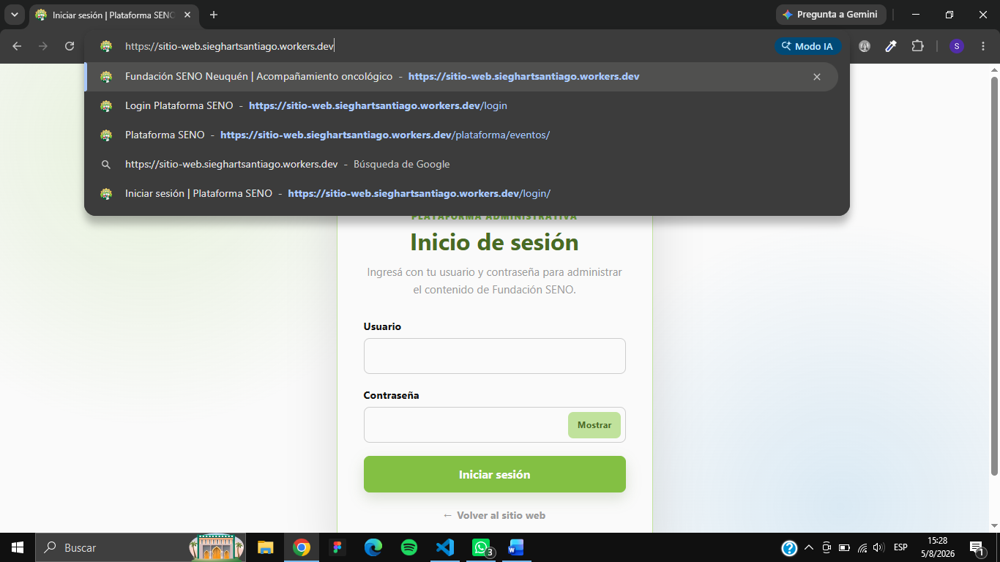 Iniciar sesión | Plataforma SENO
Pregunta a Gemini
https://sitio-web.sieghartsantiago.workers.dev
Modo IA
S
Fundación SENO Neuquén | Acompañamiento oncológico - https://sitio-web.sieghartsantiago.workers.dev
Login Plataforma SENO - https://sitio-web.sieghartsantiago.workers.dev/login
Plataforma SENO - https://sitio-web.sieghartsantiago.workers.dev/plataforma/eventos/
https://sitio-web.sieghartsantiago.workers.dev - Búsqueda de Google
Iniciar sesión | Plataforma SENO - https://sitio-web.sieghartsantiago.workers.dev/login/
PLATAFORMA ADMINISTRATIVA
Inicio de sesión
Ingresá con tu usuario y contraseña para administrar
el contenido de Fundación SENO.
Usuario
Contraseña
Mostrar
Iniciar sesión
← Volver al sitio web
Buscar
3
ESP
15:28
5/8/2026
1